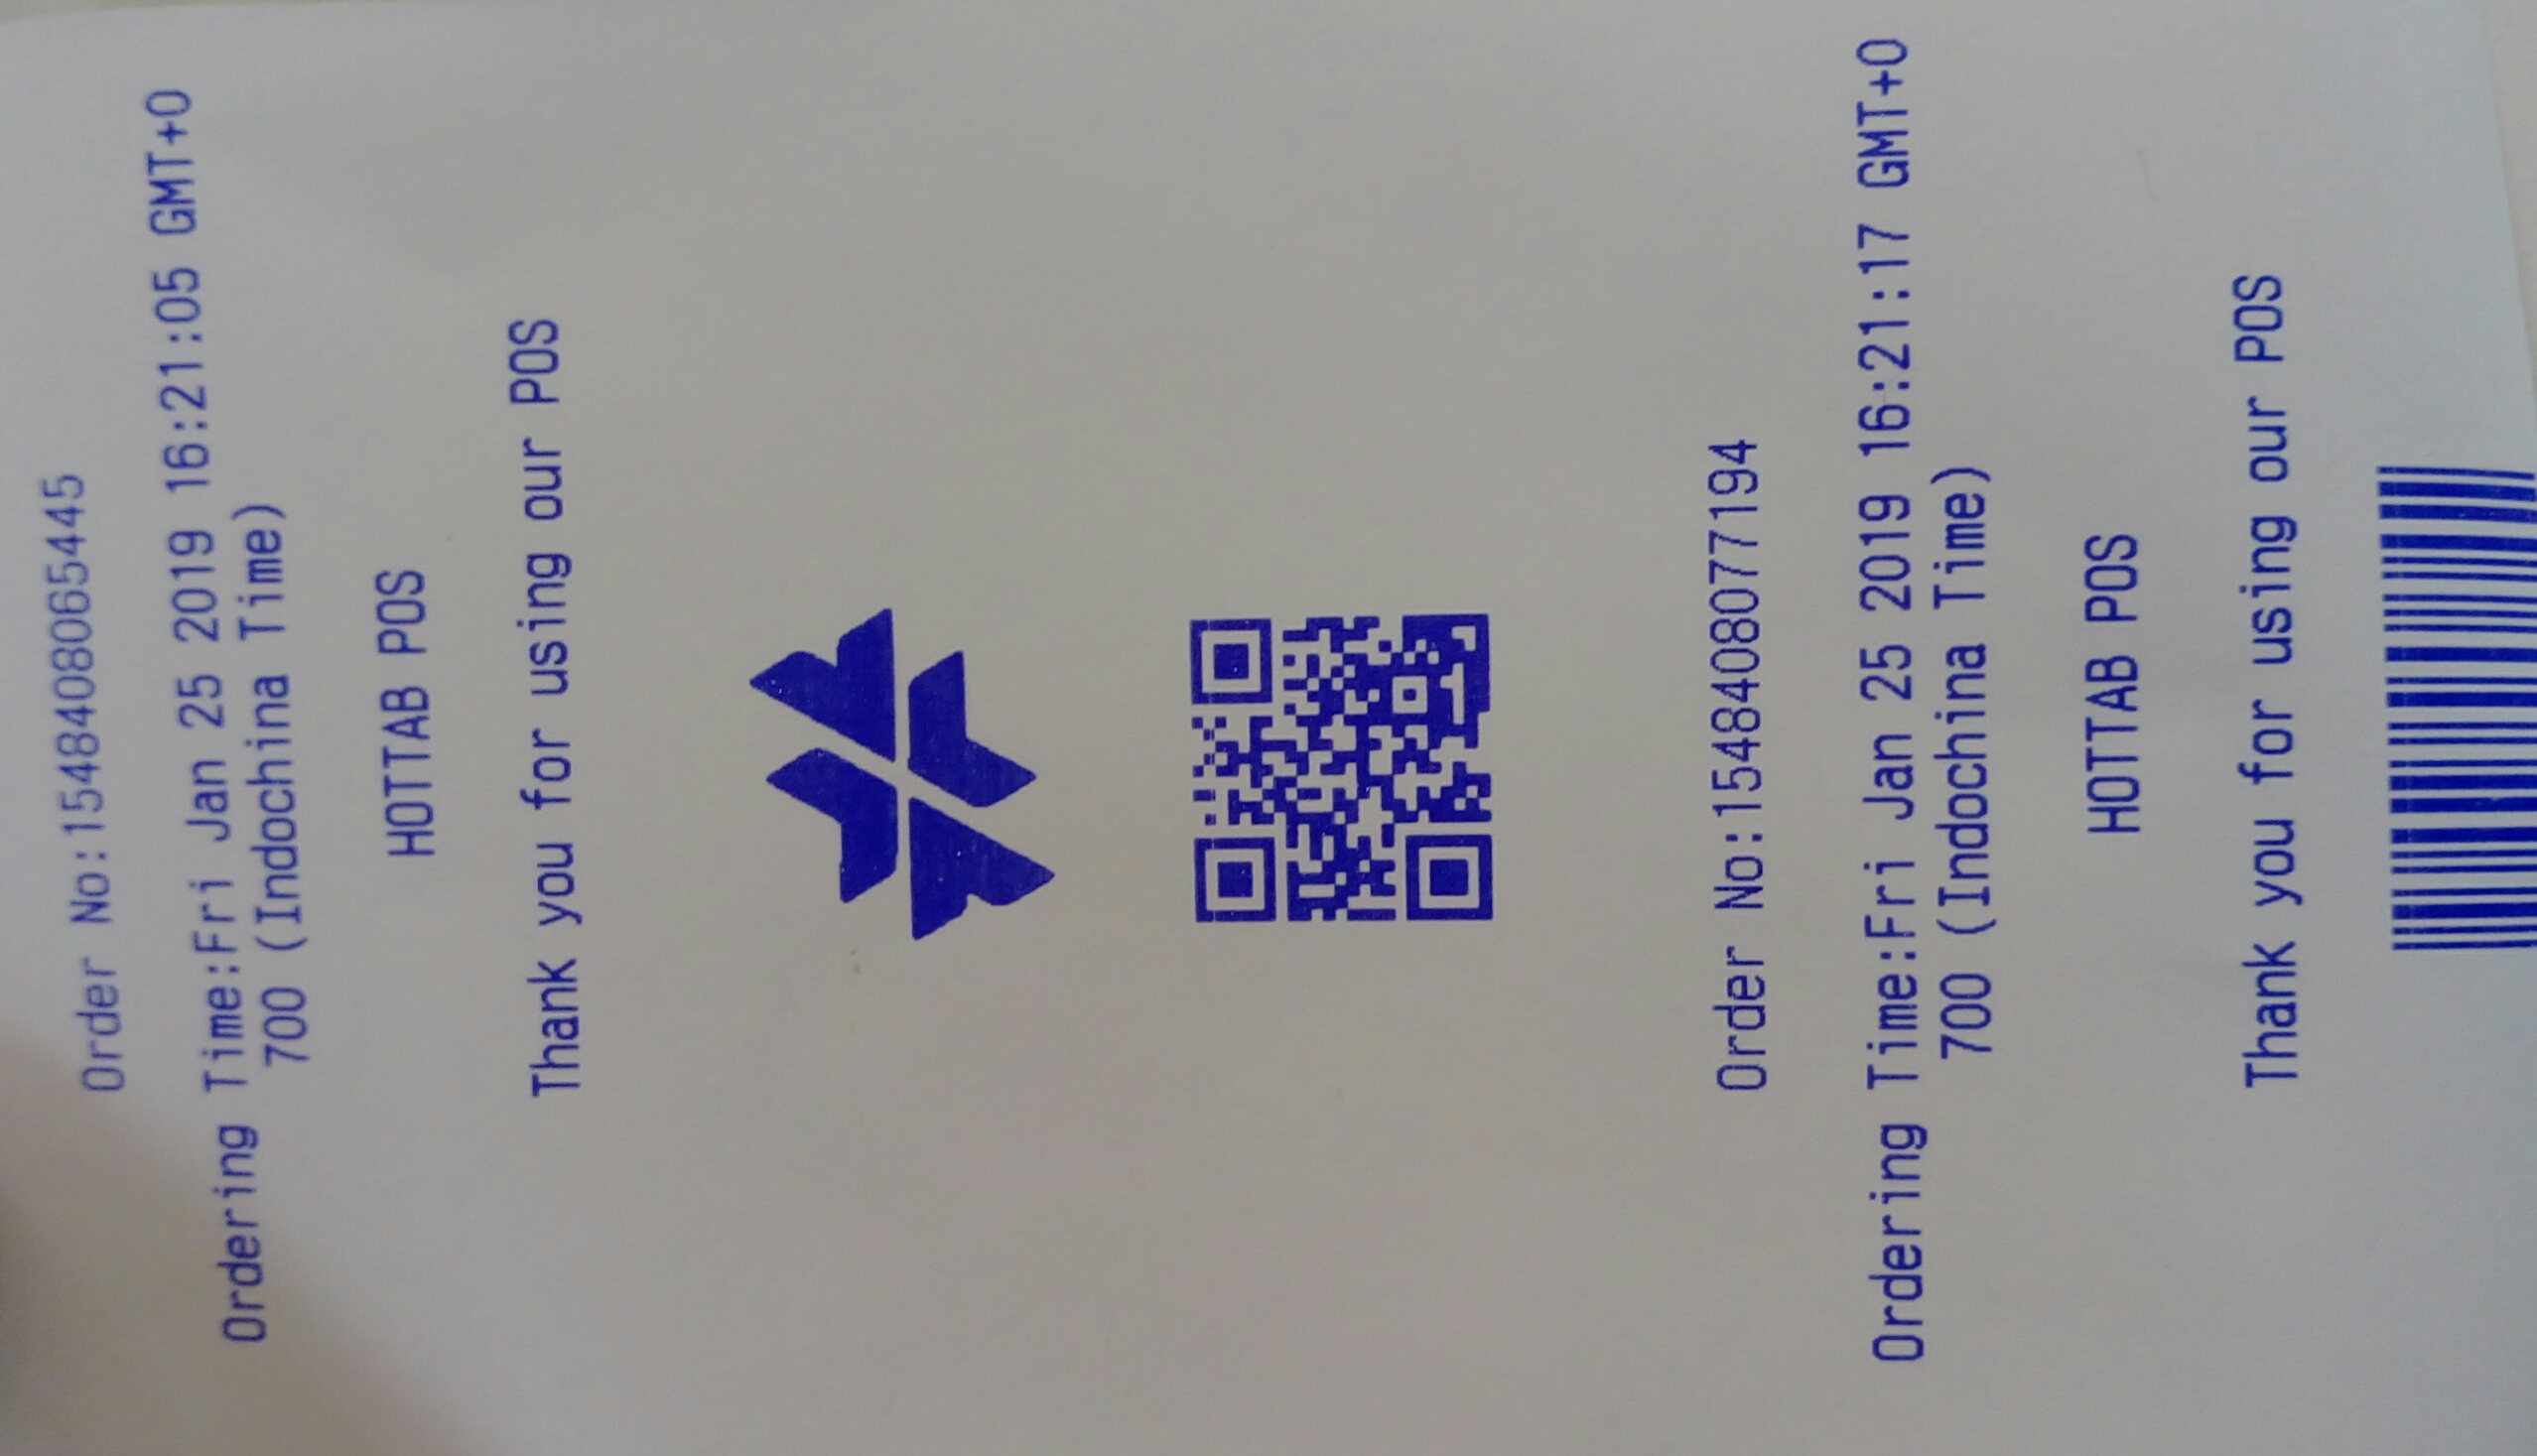 Order No:1548408065445
Ordering Time:Fri Jan 25 2019 16:21:05 GMT+0
700 (Indochina Time)
HOTTAB POS
Thank you for using our POS
Order No:1548408077194
Ordering Time:Fri Jan 25 2019 16:21:17 GMT+0
700 (Indochina Time)
HOTTAB POS
Thank you for using our POS